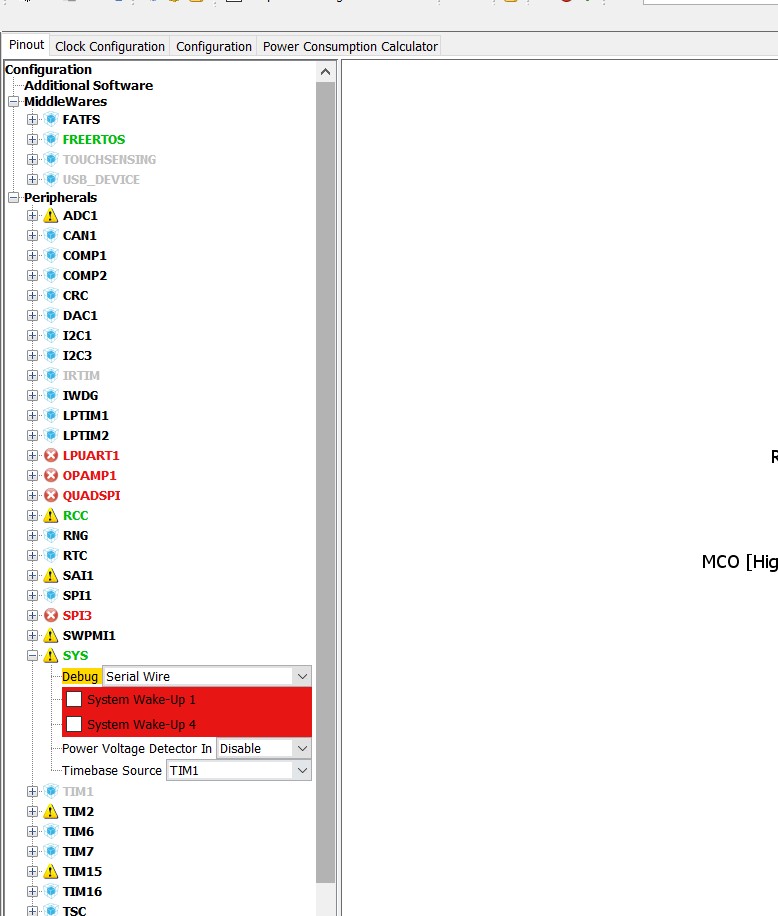 Pinout Clock Configuration Configuration Power Consumption Calculator
Configuration
Additional Software
MiddleWares
FATFS
FREERTOS
TOUCHSENSING
USB_DEVICE
Peripherals
ADC1
CAN1
COMP1
COMP2
CRC
DAC1
I2C1
I2C3
IRTIM
IWDG
LPTIM1
LPTIM2
LPUART1
OPAMP1
QUADSPI
RCC
RNG
RTC
SAI1
SPI1
SPI3
SWPMI1
SYS
Debug Serial Wire
System Wake-Up 1
System Wake-Up 4
Power Voltage Detector In Disable
Timebase Source TIM1
TIM1
TIM2
TIM6
TIM7
TIM15
TIM16
TSC
R
MCO [Hig